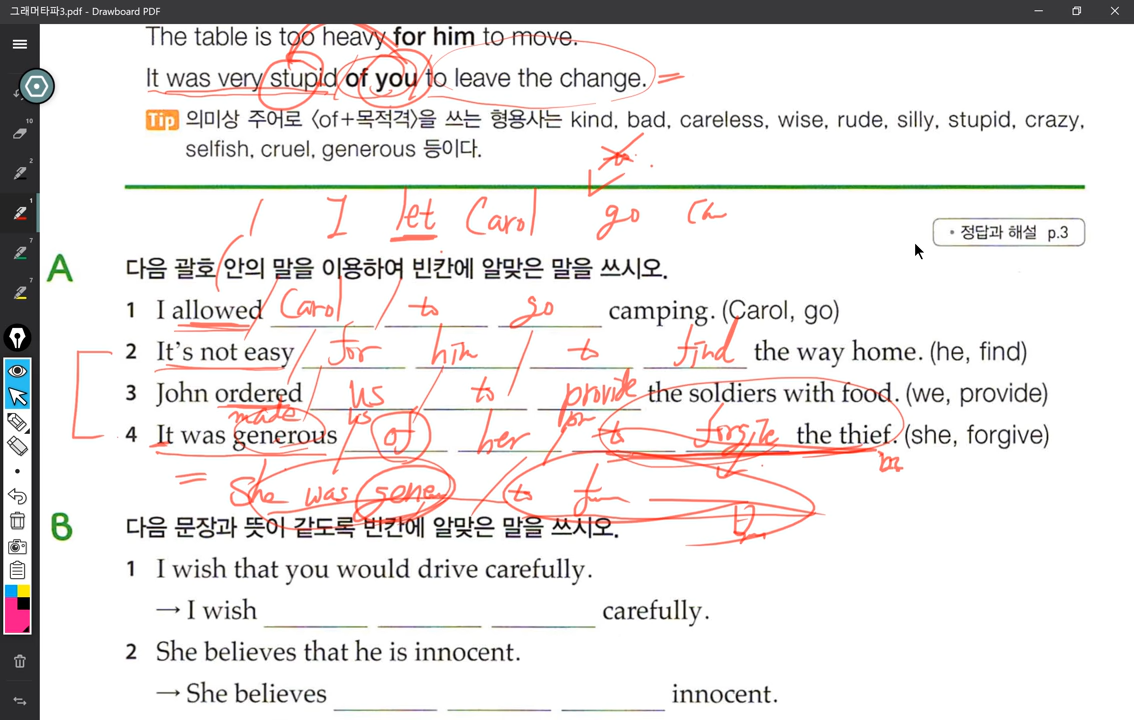 그래머타파3.pdf - Drawboard PDF
The table is too heavy for him to move.
It was very stupid of you to leave the change. =
Tip 의미상 주어로 〈of+목적격〉을 쓰는 형용사는 kind, bad, careless, wise, rude, silly, stupid, crazy,
selfish, cruel, generous 등이다.
to
I let Carol go
• 정답과 해설 p.3
A 다음 괄호 안의 말을 이용하여 빈칸에 알맞은 말을 쓰시오.
1 I allowed Carol to go camping. (Carol, go)
2 It's not easy for him to find the way home. (he, find)
3 John ordered us to provide the soldiers with food. (we, provide)
made us
4 It was generous of her to forgive the thief. (she, forgive)
= She was gene to
B 다음 문장과 뜻이 같도록 빈칸에 알맞은 말을 쓰시오.
1 I wish that you would drive carefully.
→ I wish carefully.
2 She believes that he is innocent.
→ She believes innocent.